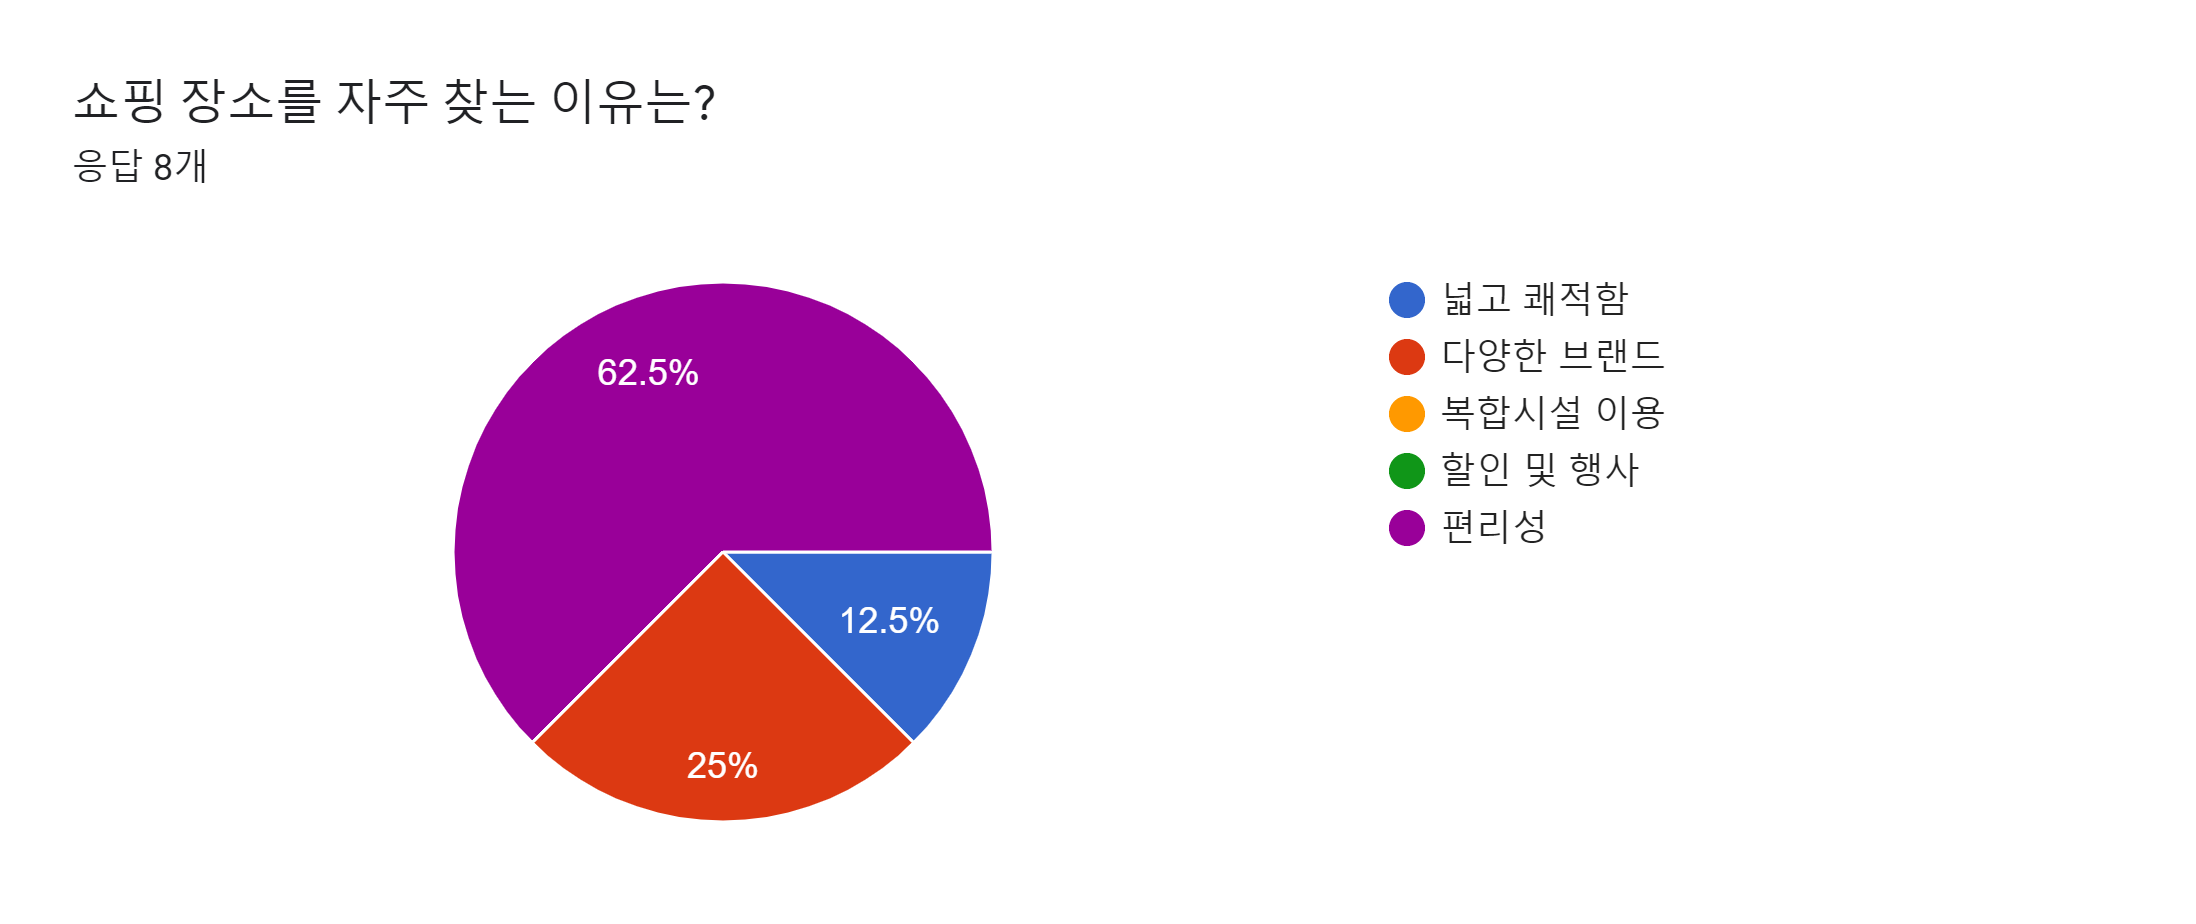 쇼핑 장소를 자주 찾는 이유는?
응답 8개
62.5%
12.5%
25%
넓고 쾌적함
다양한 브랜드
복합시설 이용
할인 및 행사
편리성